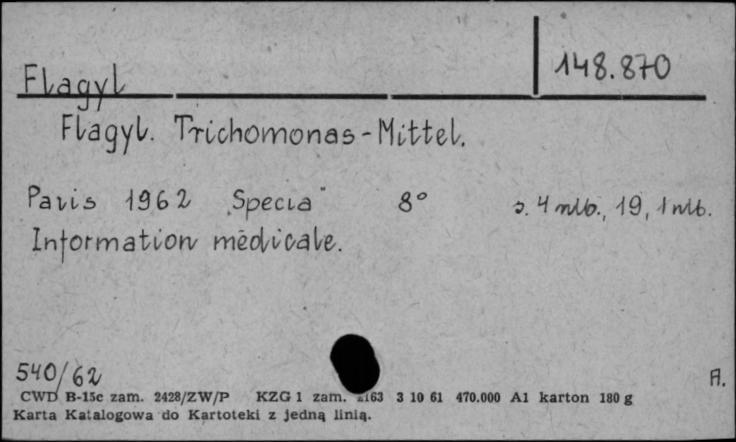 148.870
Flagyl
Flagyl. Trichomonas-Mittel.
Paris 1962 „Specia" 8° s. 4 nlb., 19, 1 nlb.
Information médicale.
540/62
A.
CWD B-15c zam. 2428/ZW/P KZG 1 zam. 3 10 61 470.000 A1 karton 180 g
Karta Katalogowa do Kartoteki z jedną linią.